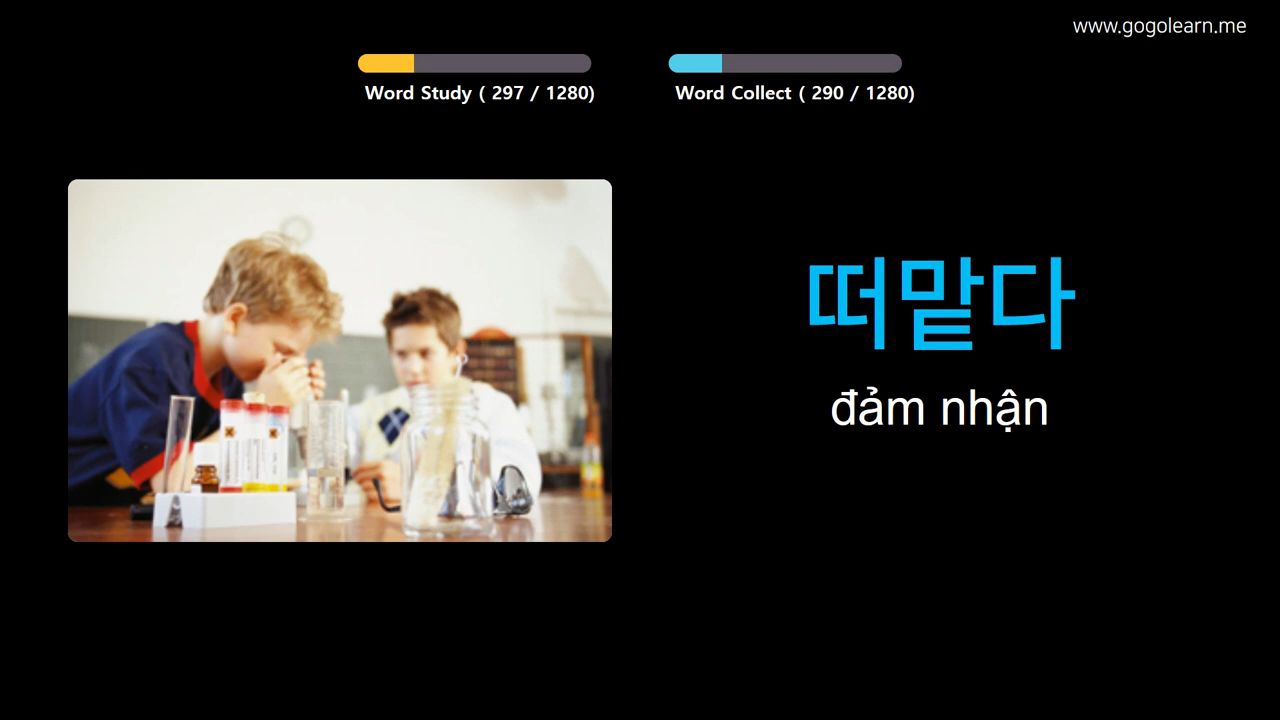 www.gogolearn.me
Word Study ( 297 / 1280)
Word Collect ( 290 / 1280)
떠맡다
đảm nhận